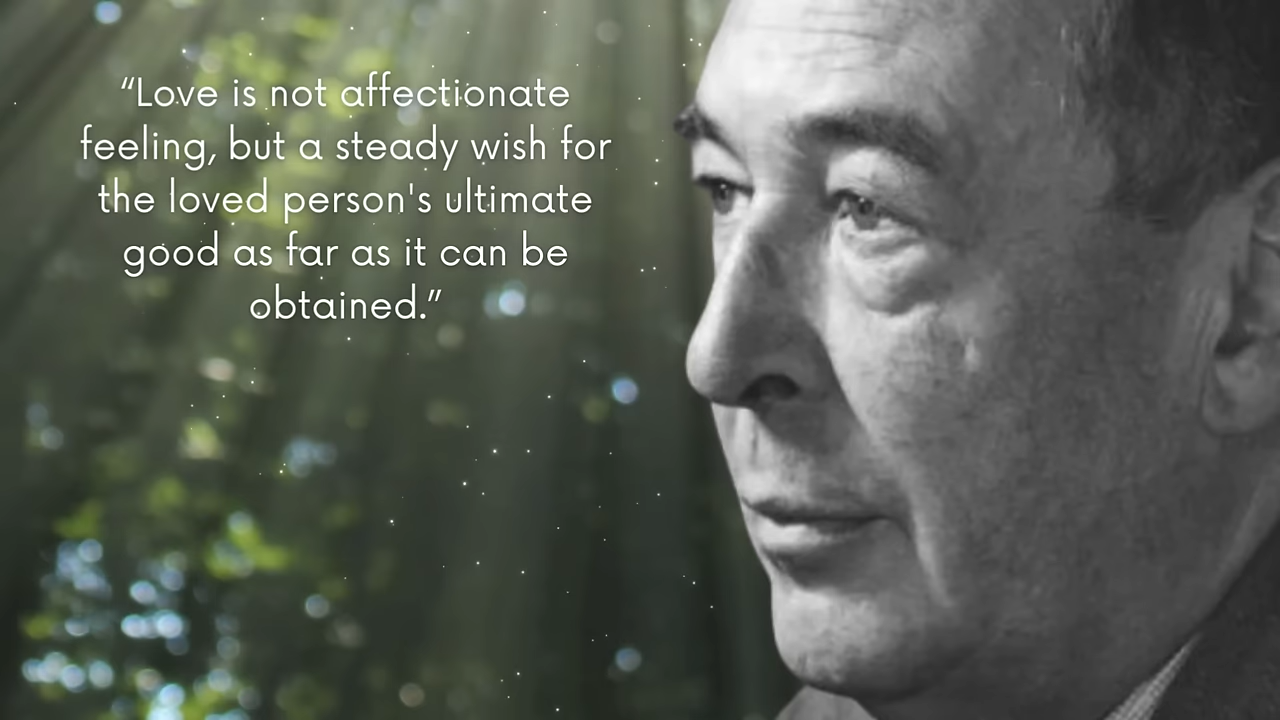 “Love is not affectionate
feeling, but a steady wish for
the loved person's ultimate
good as far as it can be
obtained.”